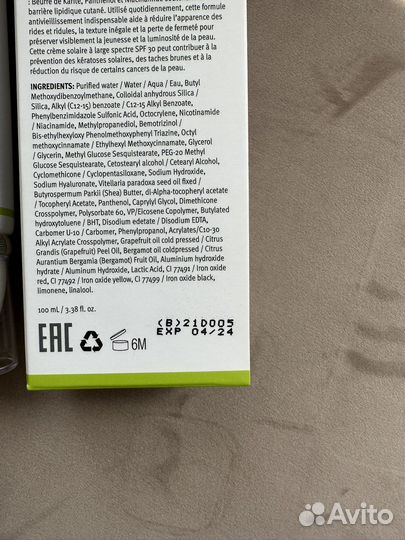 : Beurre de Karité, Panthénol et Niacinamide
barrière lipidique cutané. Utilisé quotidiennement, cette formule
antivieillissement indispensable aide à réduire l'apparence des
rides et ridules, la texture inégale et la perte de fermeté pour
préserver visiblement la jeunesse et la luminosité de la peau.
Cette crème solaire à large spectre SPF 30 peut contribuer à la
prévention des kératoses solaires, des taches brunes et à la
réduction du risque de certains cancers de la peau.
INGREDIENTS: Purified water / Water / Aqua / Eau, Butyl
Methoxydibenzoylmethane, Colloidal anhydrous Silica /
Silica, Alkyl (C12-15) benzoate / C12-15 Alkyl Benzoate,
Phenylbenzimidazole Sulfonic Acid, Octocrylene, Nicotinamide
/ Niacinamide, Methylpropanediol, Bemotrizinol /
Bis-ethylhexyloxy Phenolmethoxyphenyl Triazine, Octyl
methoxycinnamate / Ethylhexyl Methoxycinnamate, Glycerol /
Glycerin, Methyl Glucose Sesquistearate, PEG-20 Methyl
Glucose Sesquistearate, Cetostearyl alcohol / Cetearyl Alcohol,
Cyclomethicone / Cyclopentasiloxane, Sodium Hydroxide,
Sodium Hyaluronate, Vitellaria paradoxa seed oil fixed /
Butyrospermum Parkii (Shea) Butter, dl-Alpha-tocopheryl acetate
/ Tocopheryl Acetate, Panthenol, Caprylyl Glycol, Dimethicone
Crosspolymer, Polysorbate 60, VP/Eicosene Copolymer, Butylated
hydroxytoluene / BHT, Disodium edetate / Disodium EDTA,
Carbomer U-10 / Carbomer, Phenylpropanol, Acrylates/C10-30
Alkyl Acrylate Crosspolymer, Grapefruit oil cold pressed / Citrus
Grandis (Grapefruit) Peel Oil, Bergamot oil cold pressed / Citrus
Aurantium Bergamia (Bergamot) Fruit Oil, Aluminium hydroxide
hydrate / Aluminum Hydroxide, Lactic Acid, CI 77491 / Iron oxide
red, CI 77492 / Iron oxide yellow, CI 77499 / Iron oxide black,
limonene, linalool.
100 mL / 3.38 fl. oz.
EAC
6M
(B)21D005
EXP 04/24
Avito